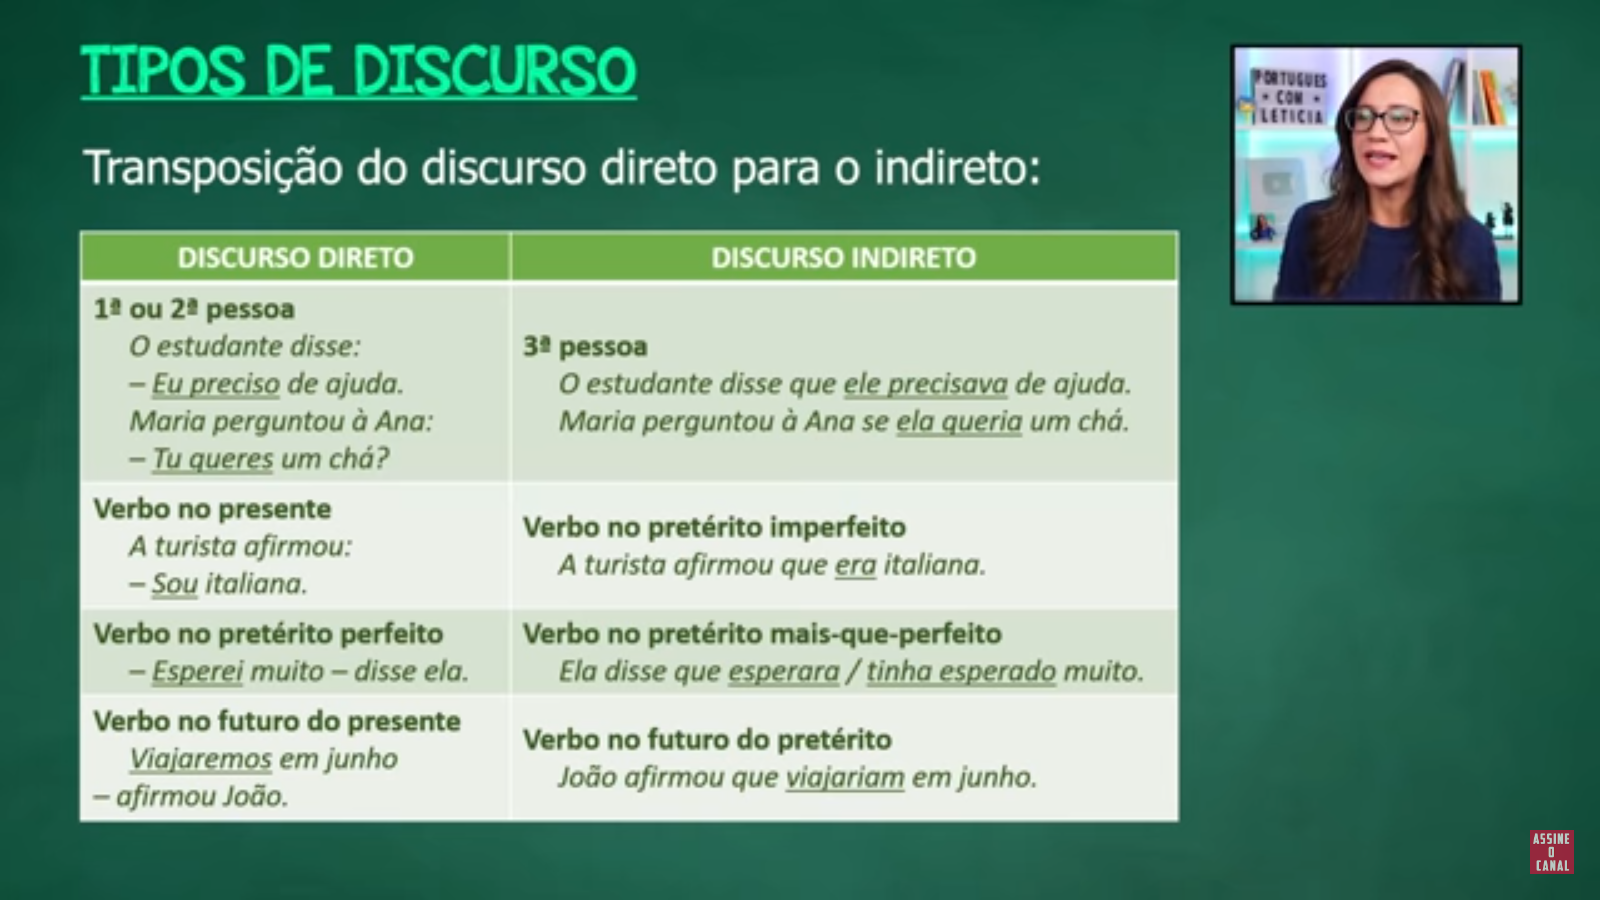 TIPOS DE DISCURSO
PORTUGUES
• COM •
LETICIA
Transposição do discurso direto para o indireto:
DISCURSO DIRETO
DISCURSO INDIRETO
1ª ou 2ª pessoa
O estudante disse:
– Eu preciso de ajuda.
Maria perguntou à Ana:
– Tu queres um chá?
3ª pessoa
O estudante disse que ele precisava de ajuda.
Maria perguntou à Ana se ela queria um chá.
Verbo no presente
A turista afirmou:
– Sou italiana.
Verbo no pretérito imperfeito
A turista afirmou que era italiana.
Verbo no pretérito perfeito
– Esperei muito – disse ela.
Verbo no pretérito mais-que-perfeito
Ela disse que esperara / tinha esperado muito.
Verbo no futuro do presente
Viajaremos em junho
– afirmou João.
Verbo no futuro do pretérito
João afirmou que viajariam em junho.
ASSINE
O
CANAL